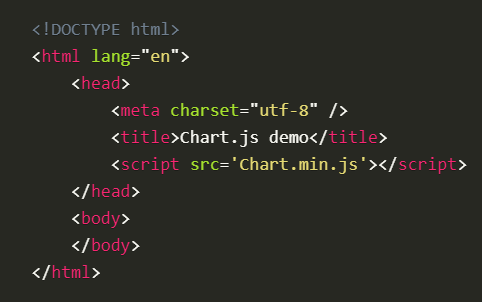 <!DOCTYPE html>
<html lang="en">
    <head>
        <meta charset="utf-8" />
        <title>Chart.js demo</title>
        <script src='Chart.min.js'></script>
    </head>
    <body>
    </body>
</html>